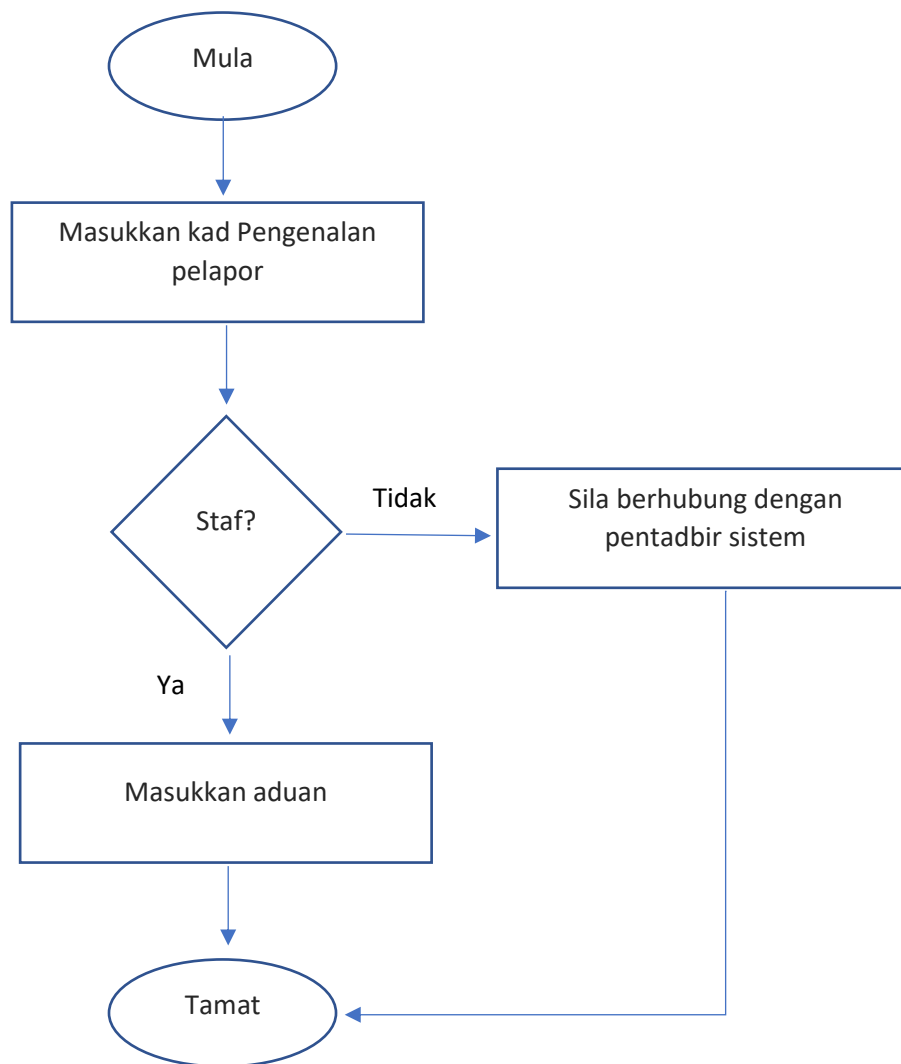 Mula
Masukkan kad Pengenalan
pelapor
Staf?
Tidak
Sila berhubung dengan
pentadbir sistem
Ya
Masukkan aduan
Tamat